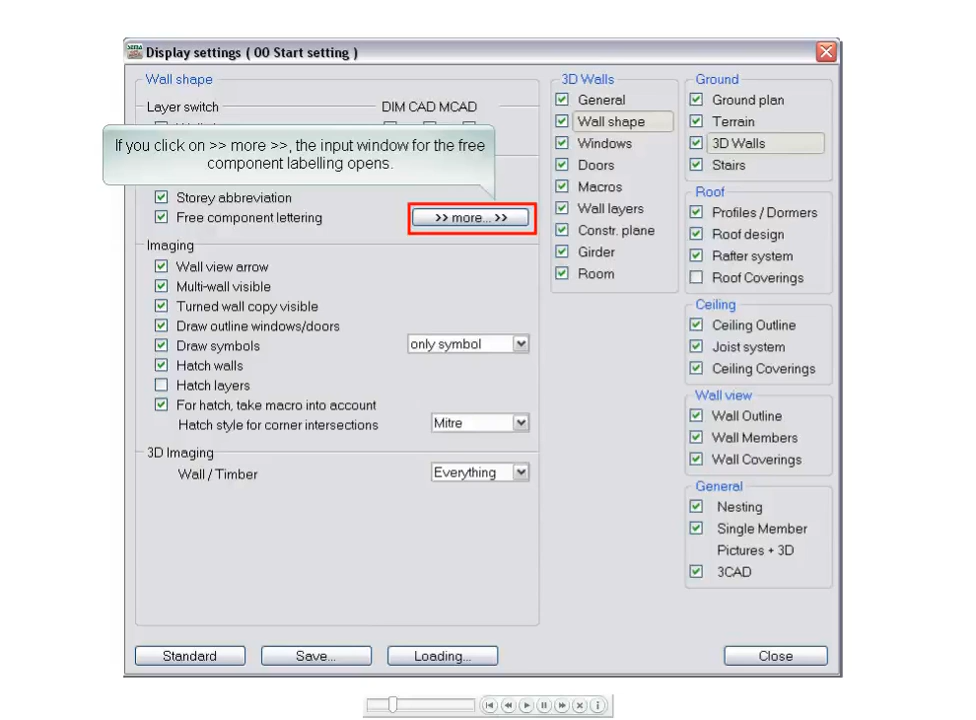 Display settings ( 00 Start setting )
Wall shape
Layer switch
DIM CAD MCAD
If you click on >> more >>, the input window for the free
component labelling opens.
Storey abbreviation
Free component lettering
>> more... >>
Imaging
Wall view arrow
Multi-wall visible
Turned wall copy visible
Draw outline windows/doors
Draw symbols
only symbol
Hatch walls
Hatch layers
For hatch, take macro into account
Hatch style for corner intersections
Mitre
3D Imaging
Wall / Timber
Everything
3D Walls
General
Wall shape
Windows
Doors
Macros
Wall layers
Constr. plane
Girder
Room
Ground
Ground plan
Terrain
3D Walls
Stairs
Roof
Profiles / Dormers
Roof design
Rafter system
Roof Coverings
Ceiling
Ceiling Outline
Joist system
Ceiling Coverings
Wall view
Wall Outline
Wall Members
Wall Coverings
General
Nesting
Single Member
Pictures + 3D
3CAD
Standard
Save...
Loading...
Close